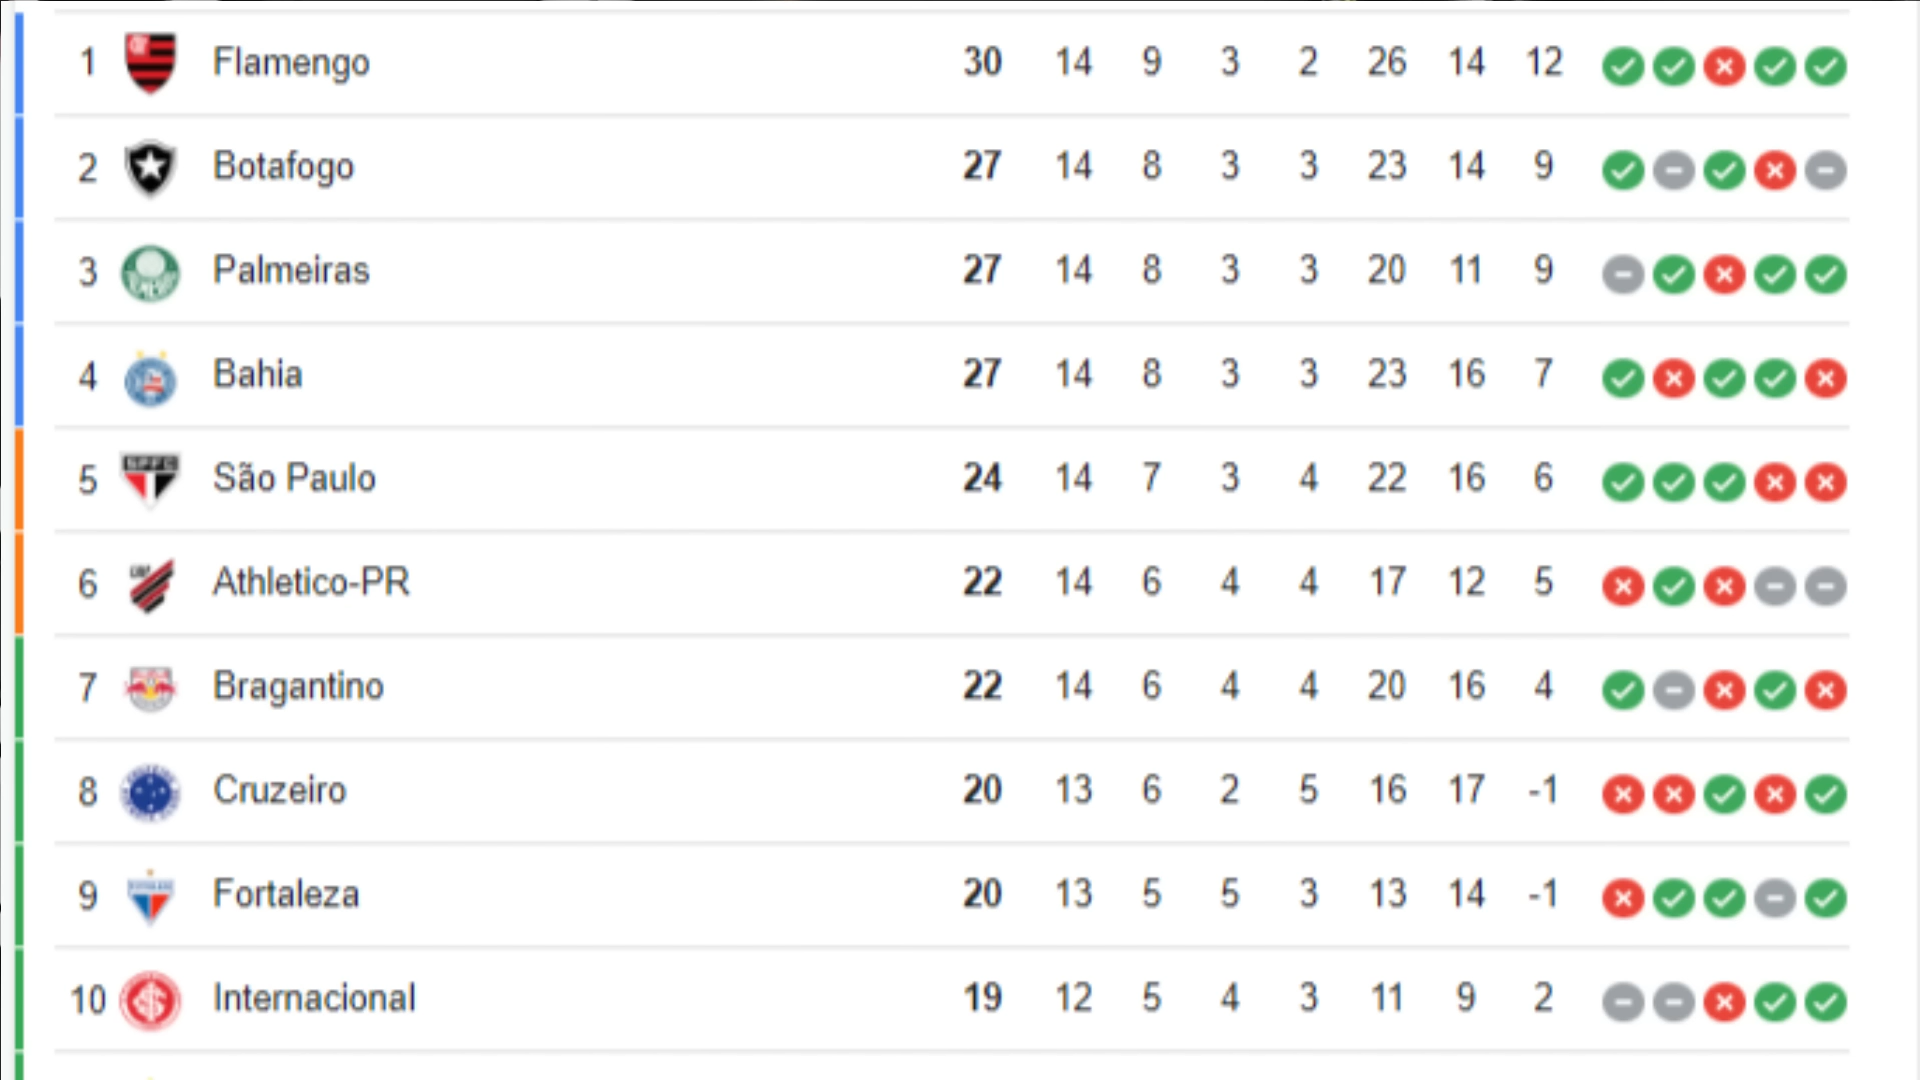 1 Flamengo 30 14 9 3 2 26 14 12
2 Botafogo 27 14 8 3 3 23 14 9
3 Palmeiras 27 14 8 3 3 20 11 9
4 Bahia 27 14 8 3 3 23 16 7
5 São Paulo 24 14 7 3 4 22 16 6
6 Athletico-PR 22 14 6 4 4 17 12 5
7 Bragantino 22 14 6 4 4 20 16 4
8 Cruzeiro 20 13 6 2 5 16 17 -1
9 Fortaleza 20 13 5 5 3 13 14 -1
10 Internacional 19 12 5 4 3 11 9 2